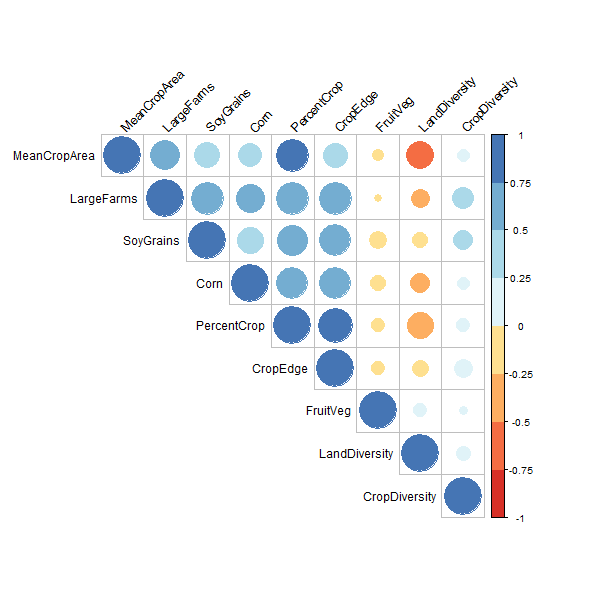 MeanCropArea
LargeFarms
SoyGrains
Corn
PercentCrop
CropEdge
FruitVeg
LandDiversity
CropDiversity
MeanCropArea
LargeFarms
SoyGrains
Corn
PercentCrop
CropEdge
FruitVeg
LandDiversity
CropDiversity
1
0.75
0.5
0.25
0
-0.25
-0.5
-0.75
-1